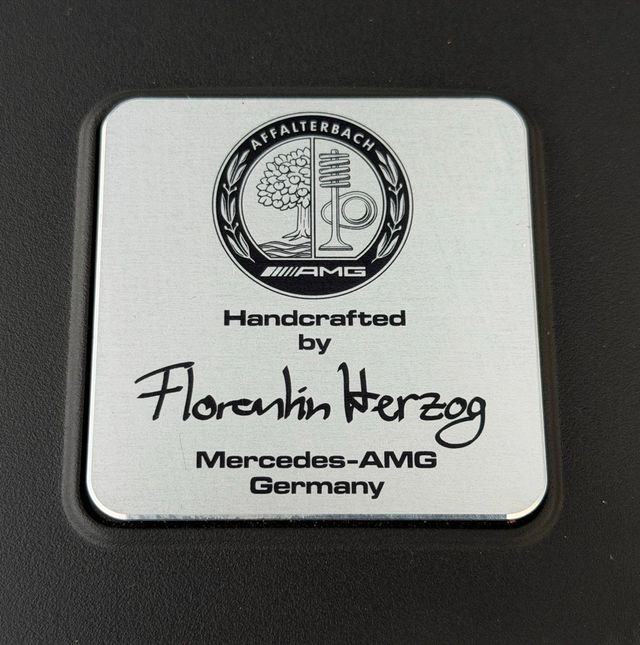 AFFALTERBACH
AMG
Handcrafted
by
Florentin Herzog
Mercedes-AMG
Germany